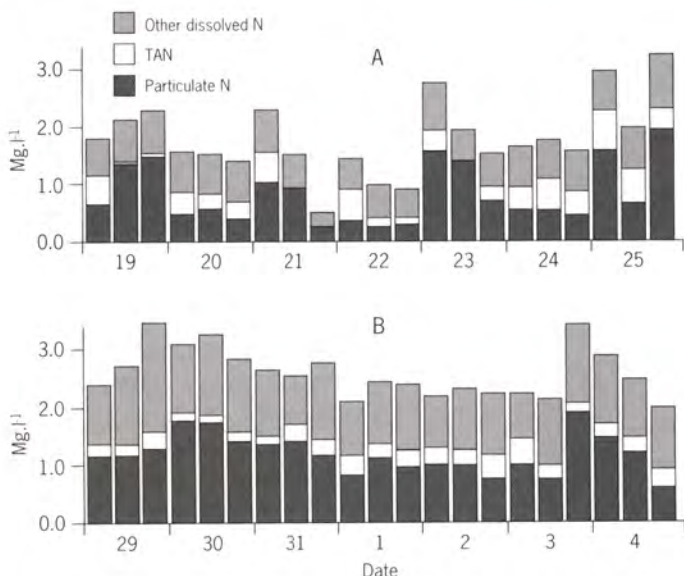 Other dissolved N
TAN
Particulate N
A
Mg.l-1
3.0
2.0
1.0
0.0
19 20 21 22 23 24 25
B
Mg.l-1
3.0
2.0
1.0
0.0
29 30 31 1 2 3 4
Date